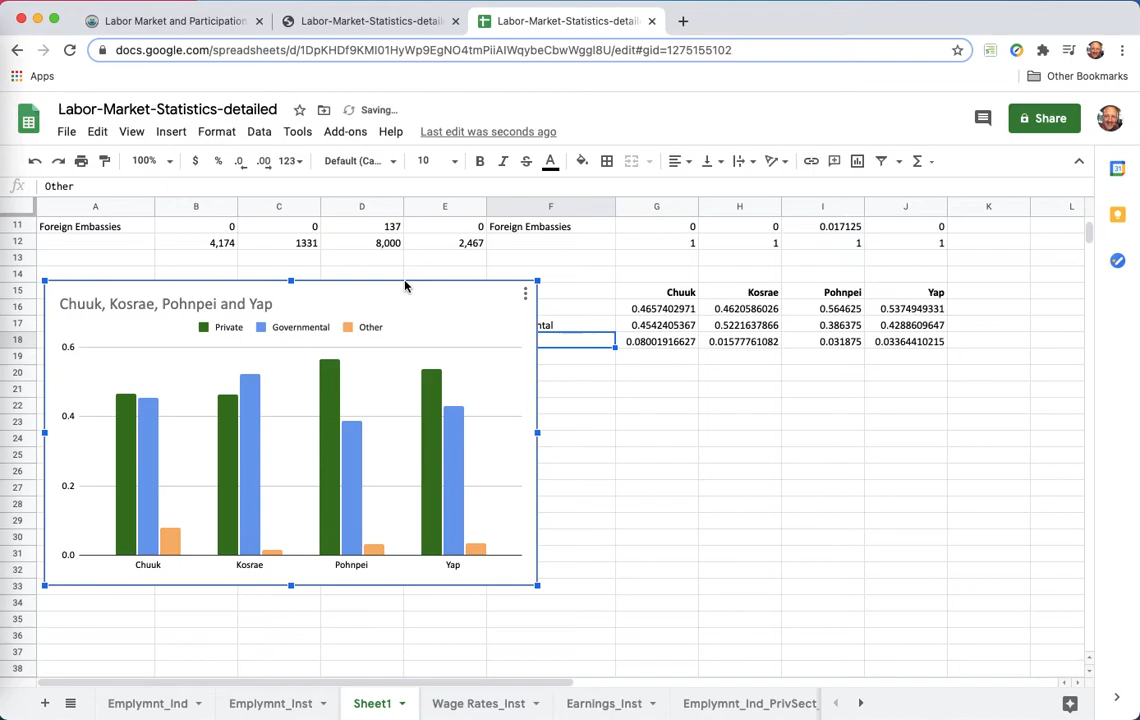 Labor Market and Participation
Labor-Market-Statistics-detail
Labor-Market-Statistics-detail
docs.google.com/spreadsheets/d/1DpKHDf9KMI01HyWp9EgNO4tmPiiAIWqybeCbwWggl8U/edit#gid=1275155102
Apps
Other Bookmarks
Labor-Market-Statistics-detailed
Saving...
Share
File Edit View Insert Format Data Tools Add-ons Help Last edit was seconds ago
100% $ % .0 .00 123 Default (Ca... 10 B I S A Σ
fx Other
A B C D E F G H I J K L
11 Foreign Embassies 0 0 137 0 Foreign Embassies 0 0 0.017125 0
12 4,174 1331 8,000 2,467 1 1 1 1
13
14
15 Chuuk Kosrae Pohnpei Yap
16 0.4657402971 0.4620586026 0.564625 0.5374949331
17 ntal 0.4542405367 0.5221637866 0.386375 0.4288609647
18 0.08001916627 0.01577761082 0.031875 0.03364410215
19
20
21
22
23
24
25
26
27
28
29
30
31
32
33
34
35
36
37
38
Chuuk, Kosrae, Pohnpei and Yap
Private Governmental Other
0.6
0.4
0.2
0.0
Chuuk Kosrae Pohnpei Yap
Emplymnt_Ind Emplymnt_Inst Sheet1 Wage Rates_Inst Earnings_Inst Emplymnt_Ind_PrivSect_